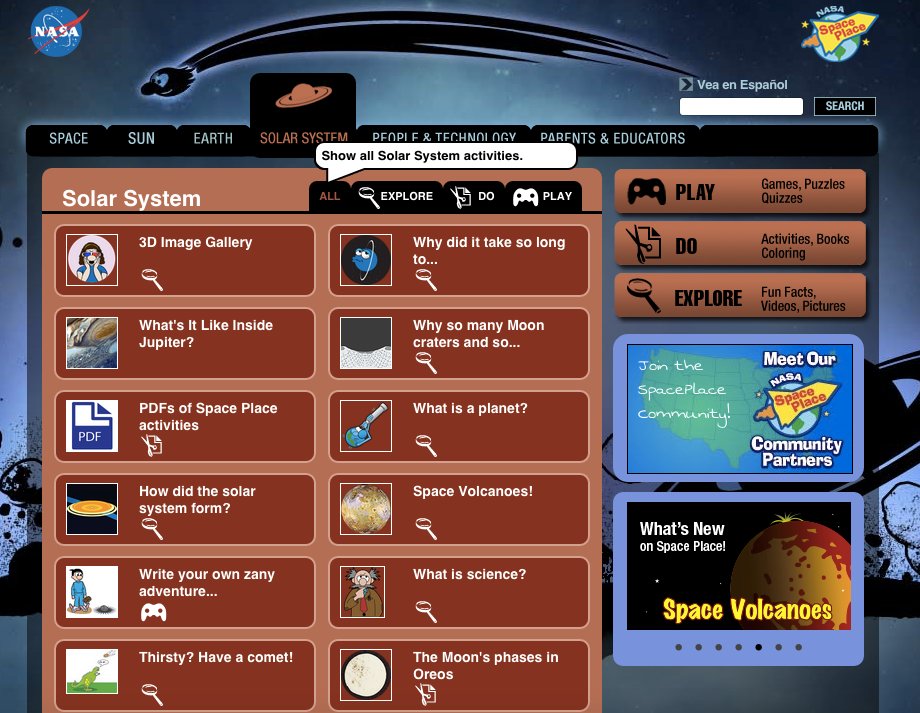 NASA
NASA
Space
Place
Vea en Español
SEARCH
SPACE
SUN
EARTH
SOLAR SYSTEM
PEOPLE & TECHNOLOGY
PARENTS & EDUCATORS
Show all Solar System activities.
Solar System
ALL
EXPLORE
DO
PLAY
3D Image Gallery
Why did it take so long
to...
What's It Like Inside
Jupiter?
Why so many Moon
craters and so...
PDF
PDFs of Space Place
activities
What is a planet?
How did the solar
system form?
Space Volcanoes!
Write your own zany
adventure...
What is science?
Thirsty? Have a comet!
The Moon's phases in
Oreos
PLAY
Games, Puzzles
Quizzes
DO
Activities, Books
Coloring
EXPLORE
Fun Facts,
Videos, Pictures
Join the
SpacePlace
Community!
Meet Our
NASA
Space
Place
Community
Partners
What's New
on Space Place!
Space Volcanoes